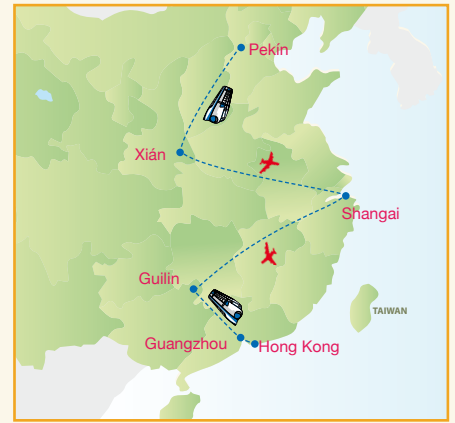 Pekín
Xián
Shangai
Guilin
TAIWAN
Guangzhou
Hong Kong